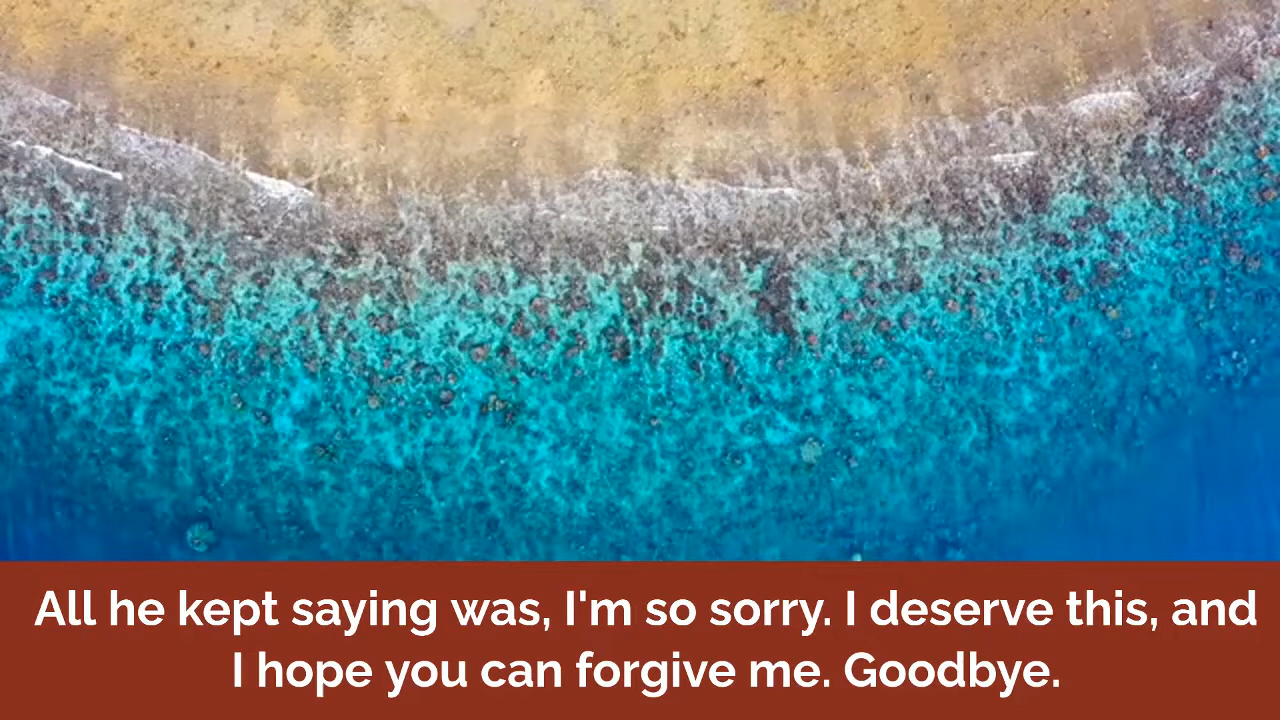 All he kept saying was, I'm so sorry. I deserve this, and
I hope you can forgive me. Goodbye.